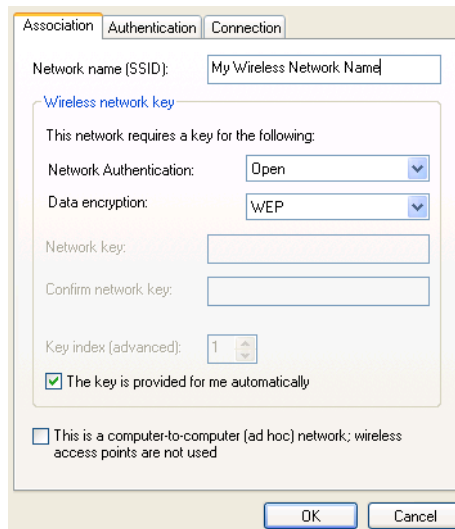 Association Authentication Connection
Network name (SSID): My Wireless Network Name
Wireless network key
This network requires a key for the following:
Network Authentication: Open
Data encryption: WEP
Network key:
Confirm network key:
Key index (advanced): 1
The key is provided for me automatically
This is a computer-to-computer (ad hoc) network; wireless
access points are not used
OK Cancel